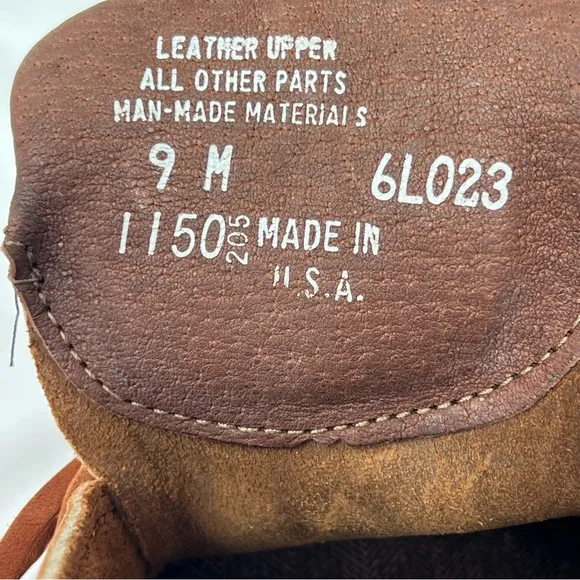 LEATHER UPPER
ALL OTHER PARTS
MAN-MADE MATERIALS
9 M 6L023
1150 205 MADE IN
U.S.A.